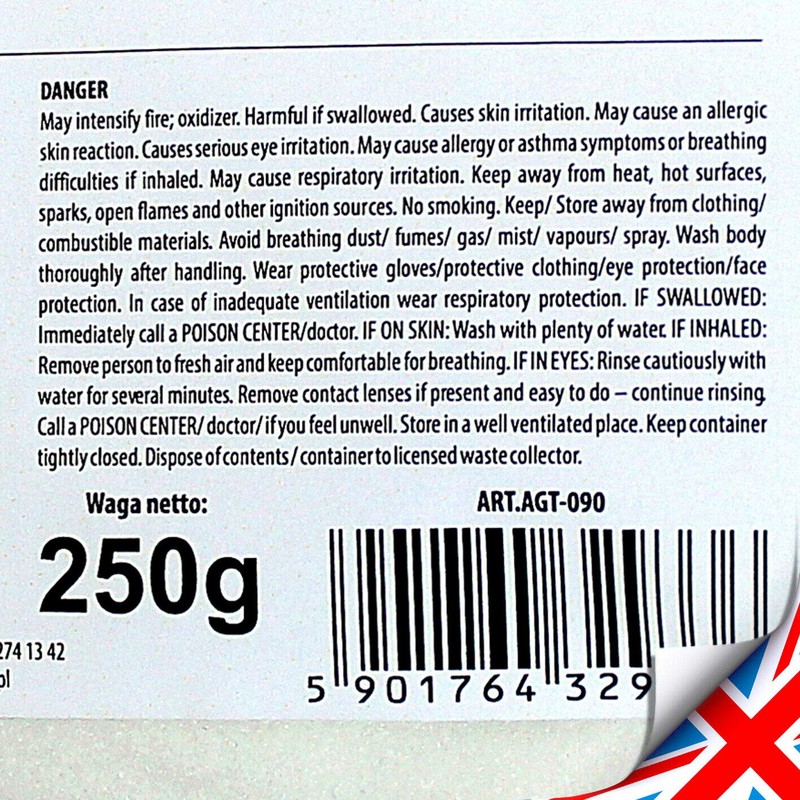 DANGER
May intensify fire; oxidizer. Harmful if swallowed. Causes skin irritation. May cause an allergic
skin reaction. Causes serious eye irritation. May cause allergy or asthma symptoms or breathing
difficulties if inhaled. May cause respiratory irritation. Keep away from heat, hot surfaces,
sparks, open flames and other ignition sources. No smoking. Keep/ Store away from clothing/
combustible materials. Avoid breathing dust/ fumes/ gas/ mist/ vapours/ spray. Wash body
thoroughly after handling. Wear protective gloves/protective clothing/eye protection/face
protection. In case of inadequate ventilation wear respiratory protection. IF SWALLOWED:
Immediately call a POISON CENTER/doctor. IF ON SKIN: Wash with plenty of water. IF INHALED:
Remove person to fresh air and keep comfortable for breathing. IF IN EYES: Rinse cautiously with
water for several minutes. Remove contact lenses if present and easy to do – continue rinsing.
Call a POISON CENTER/ doctor/ if you feel unwell. Store in a well ventilated place. Keep container
tightly closed. Dispose of contents/ container to licensed waste collector.
Waga netto:
ART.AGT-090
250g
274 13 42
ol
5 901764 329